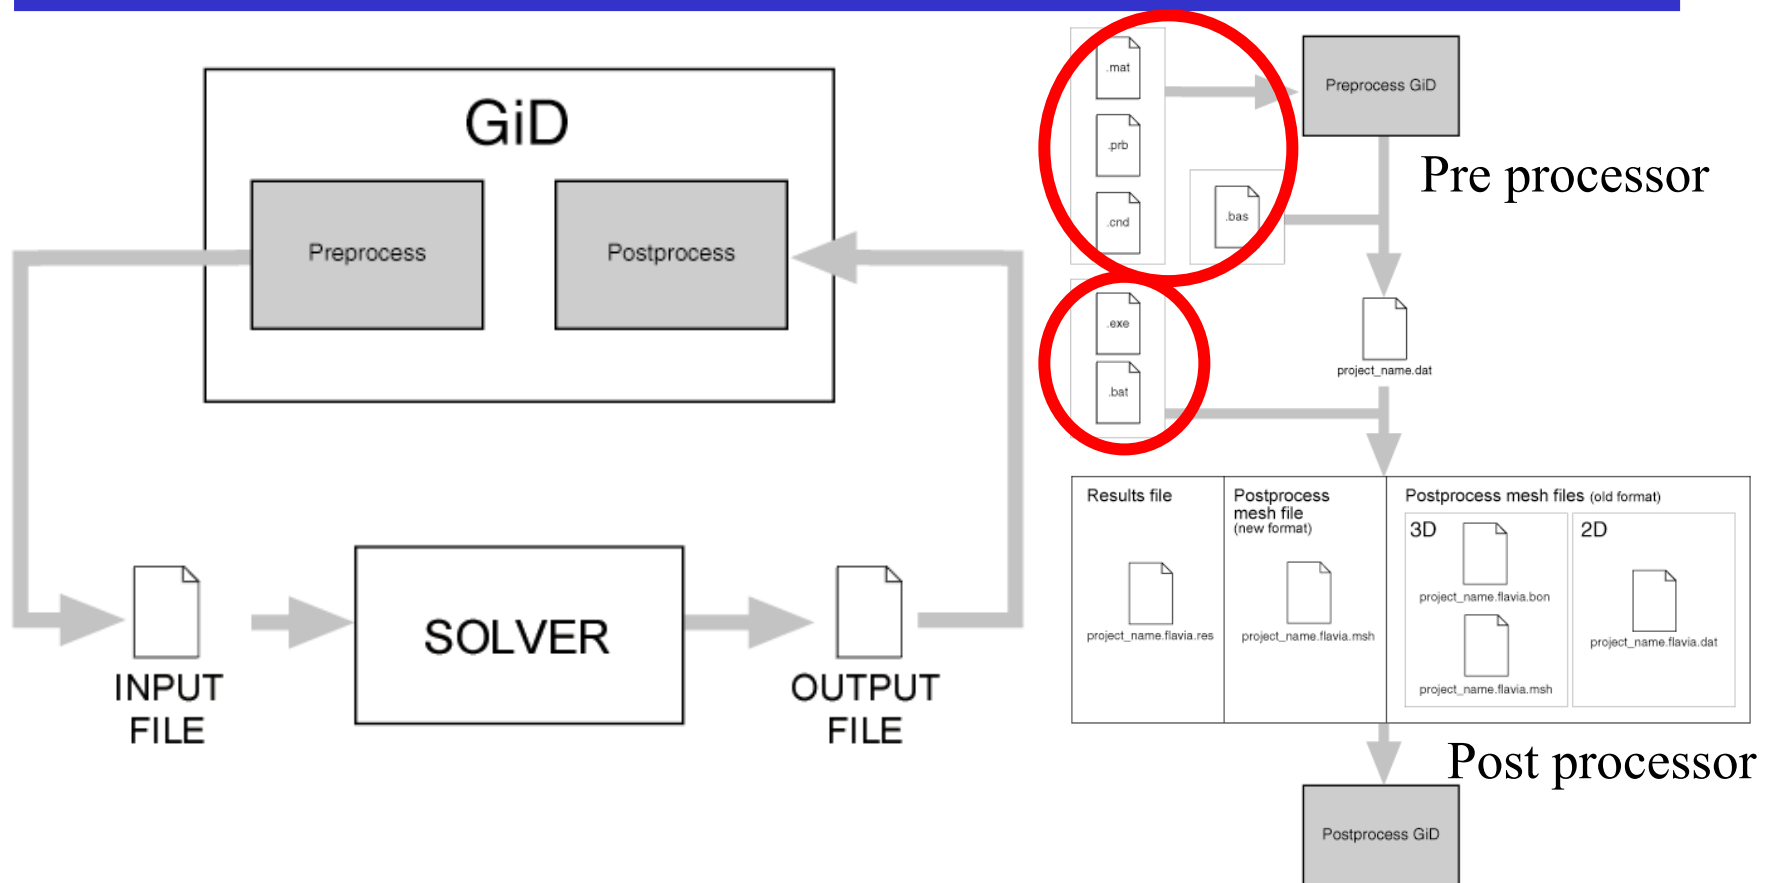 GiD
Preprocess
Postprocess
INPUT
FILE
SOLVER
OUTPUT
FILE
.mat
.prb
.cnd
.bas
Preprocess GiD
Pre processor
.exe
.bat
project_name.dat
Results file
project_name.flavia.res
Postprocess
mesh file
(new format)
project_name.flavia.msh
Postprocess mesh files (old format)
3D
project_name.flavia.bon
project_name.flavia.msh
2D
project_name.flavia.dat
Post processor
Postprocess GiD